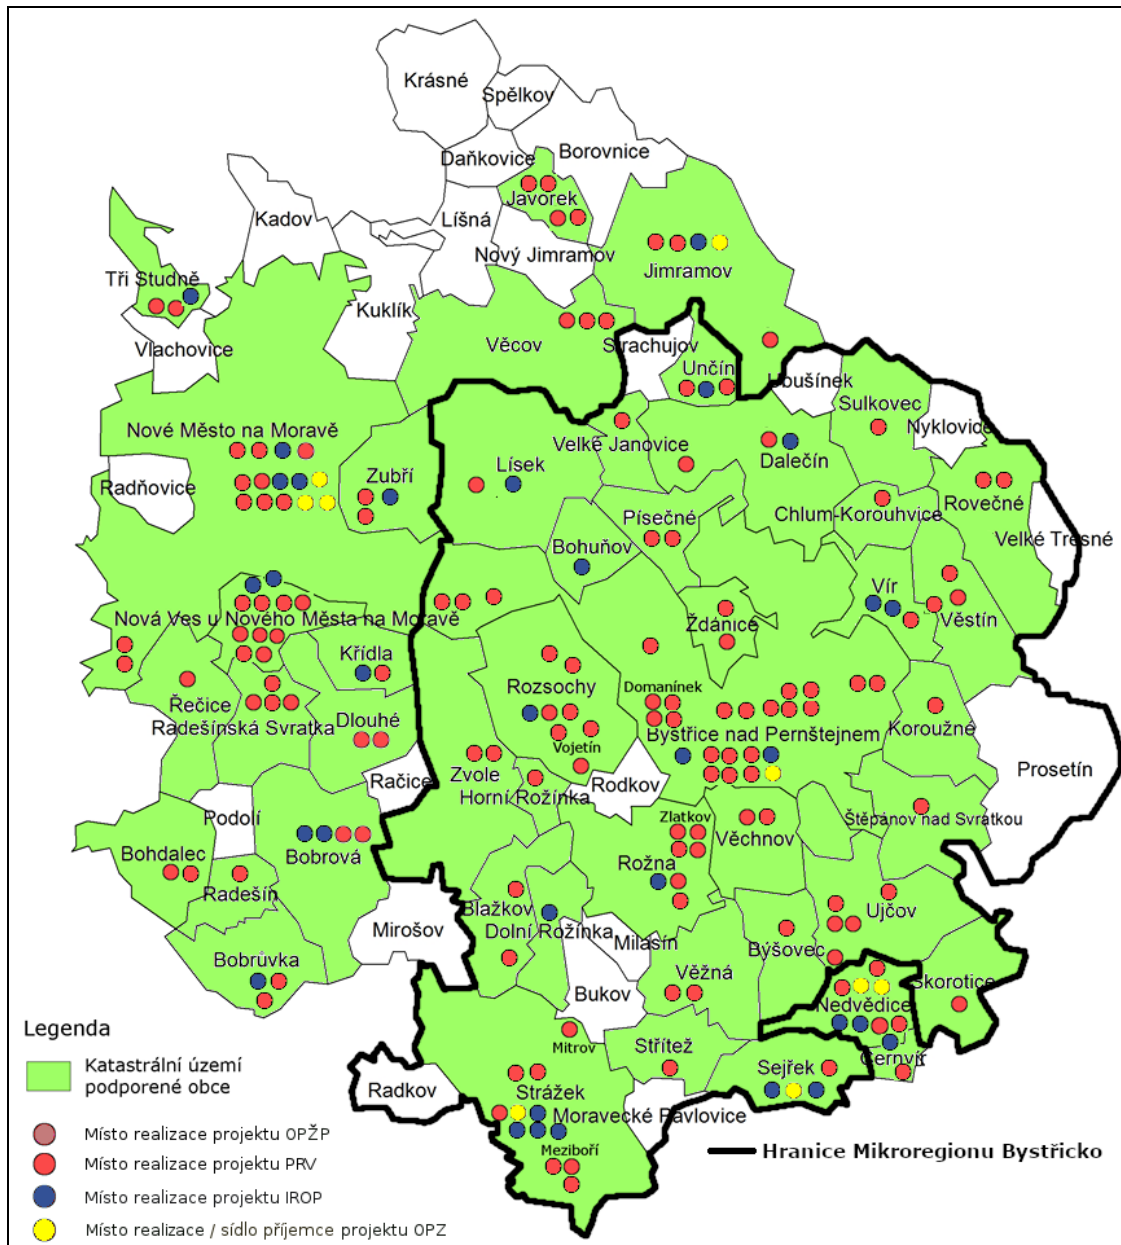 Krásné
Spělkov
Daňkovice
Borovnice
Javorek
Kadov
Líšná
Nový Jimramov
Jimramov
Tři Studně
Kuklík
Vlachovice
Věcov
Strachujov
Unčín
Ubušínek
Sulkovec
Nyklovice
Nové Město na Moravě
Velké Janovice
Dalečín
Zubří
Lísek
Radňovice
Rovečné
Písečné
Chlum-Korouhvice
Velké Tresné
Bohuňov
Vír
Nová Ves u Nového Města na Moravě
Ždánice
Věstín
Křídla
Řečice
Rozsochy
Domanínek
Radešínská Svratka
Dlouhé
Bystřice nad Pernštejnem
Koroužné
Vojetín
Zvole
Račice
Horní Rožínka
Rodkov
Prosetín
Podolí
Zlatkov
Věchnov
Štěpánov nad Svratkou
Bobrová
Bohdalec
Rožná
Radešín
Blažkov
Ujčov
Mirošov
Dolní Rožínka
Milasín
Býšovec
Bobrůvka
Věžná
Skorotice
Bukov
Nedvědice
Mitrov
Střítež
Černvír
Sejřek
Radkov
Strážek
Moravecké Pavlovice
Meziboří
Legenda
Katastrální území
podporené obce
Místo realizace projektu OPŽP
Místo realizace projektu PRV
Místo realizace projektu IROP
Místo realizace / sídlo příjemce projektu OPZ
Hranice Mikroregionu Bystřicko